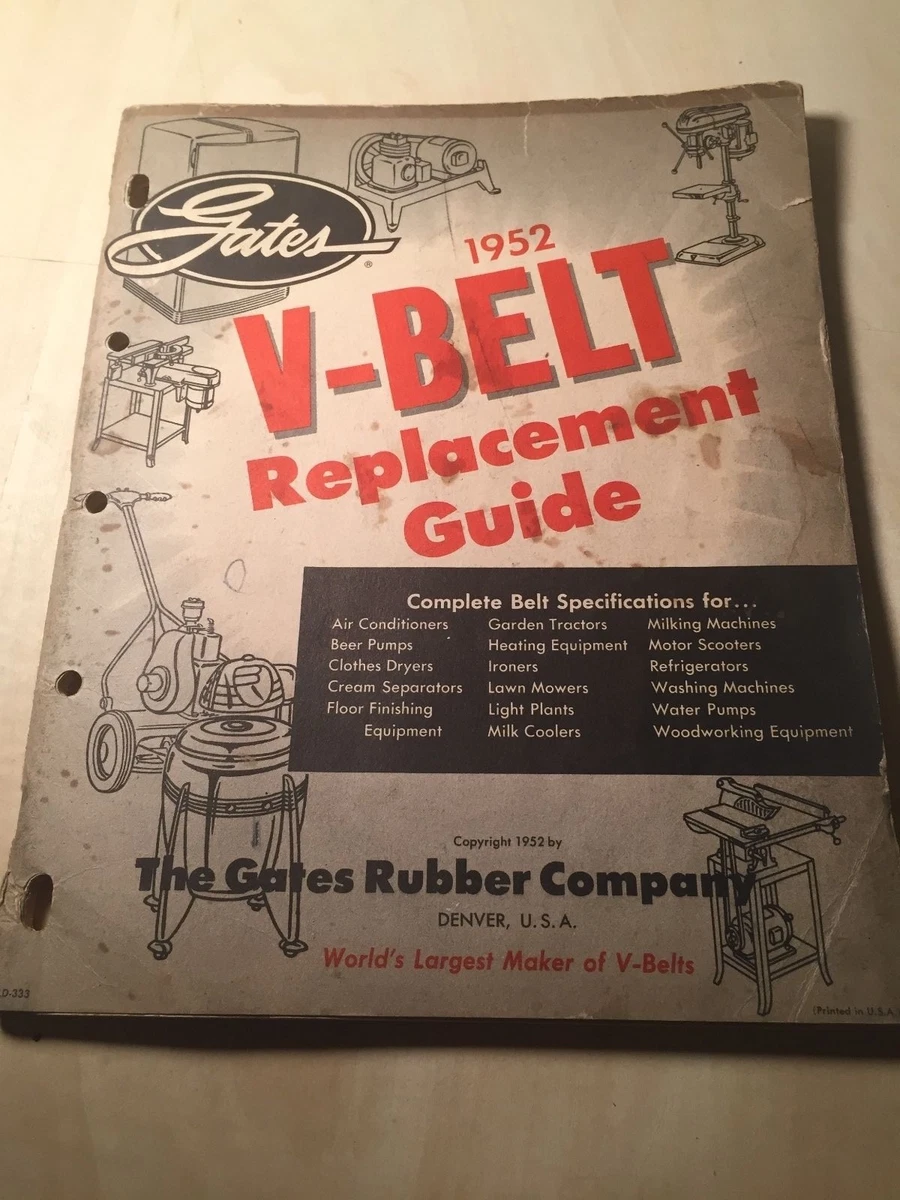 Gates
®
1952
V-BELT
Replacement
Guide
Complete Belt Specifications for...
Air Conditioners
Beer Pumps
Clothes Dryers
Cream Separators
Floor Finishing
Equipment
Garden Tractors
Heating Equipment
Ironers
Lawn Mowers
Light Plants
Milk Coolers
Milking Machines
Motor Scooters
Refrigerators
Washing Machines
Water Pumps
Woodworking Equipment
Copyright 1952 by
The Gates Rubber Company
DENVER, U.S.A.
World's Largest Maker of V-Belts
D-333
(Printed in U.S.A.